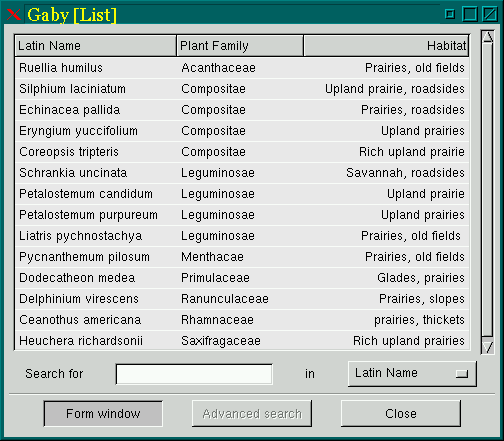 Gaby [List]
Latin Name Plant Family Habitat
Ruellia humilus Acanthaceae Prairies, old fields
Silphium laciniatum Compositae Upland prairie, roadsides
Echinacea pallida Compositae Prairies, roadsides
Eryngium yuccifolium Compositae Upland prairies
Coreopsis tripteris Compositae Rich upland prairie
Schrankia uncinata Leguminosae Savannah, roadsides
Petalostemum candidum Leguminosae Upland prairie
Petalostemum purpureum Leguminosae Upland prairies
Liatris pychnostachya Leguminosae Prairies, old fields
Pycnanthemum pilosum Menthacae Prairies, old fields
Dodecatheon medea Primulaceae Glades, prairies
Delphinium virescens Ranunculaceae Prairies, slopes
Ceanothus americana Rhamnaceae prairies, thickets
Heuchera richardsonii Saxifragaceae Rich upland prairies
Search for in Latin Name
Form window Advanced search Close